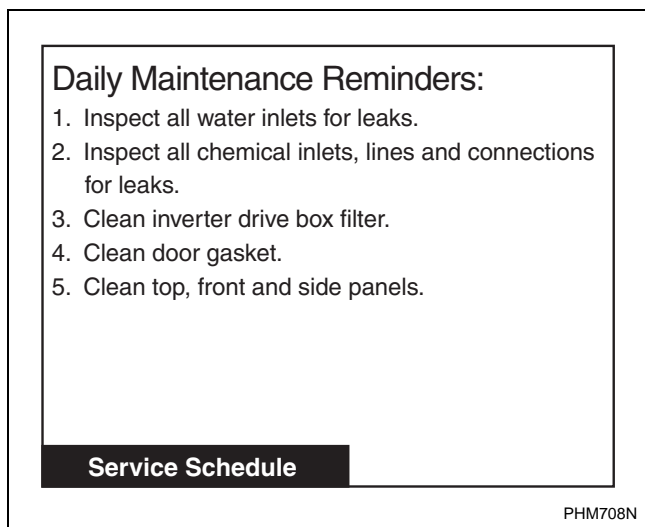 Daily Maintenance Reminders:
1. Inspect all water inlets for leaks.
2. Inspect all chemical inlets, lines and connections
for leaks.
3. Clean inverter drive box filter.
4. Clean door gasket.
5. Clean top, front and side panels.
Service Schedule
PHM708N